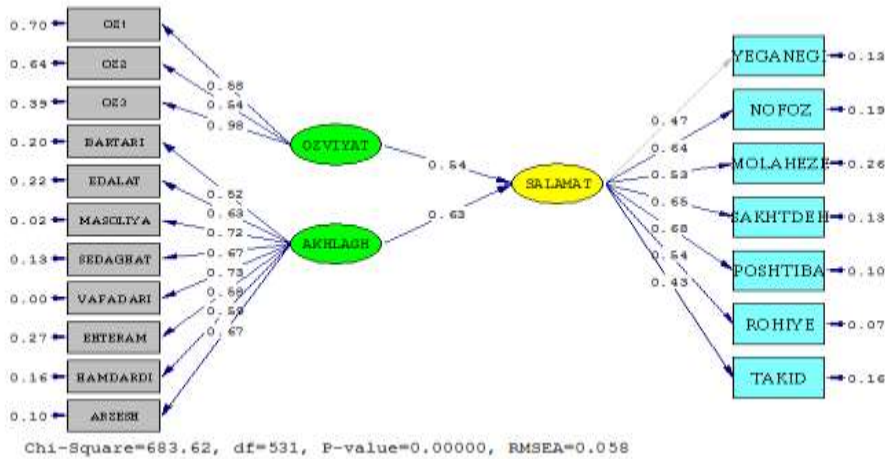 0.70 OZ1
0.64 OZ2
0.39 OZ3
0.20 BARTARI
0.22 EDALAT
0.02 MASOLIYA
0.13 SEDAGHAT
0.00 VAFADARI
0.27 EHTERAM
0.16 HAMDARDI
0.10 ARZESH
0.58
0.54
0.98
OZVIYAT
0.52
0.63
0.72
0.67
0.73
0.58
0.59
0.67
AKHLAGH
0.54
0.63
SALAMAT
0.47
0.64
0.53
0.65
0.68
0.54
0.43
YEGANEGI 0.13
NOFOZ 0.19
MOLAHEZE 0.26
SAKHTDEH 0.13
POSHTIBA 0.10
ROHIYE 0.07
TAKID 0.16
Chi-Square=683.62, df=531, P-value=0.00000, RMSEA=0.058